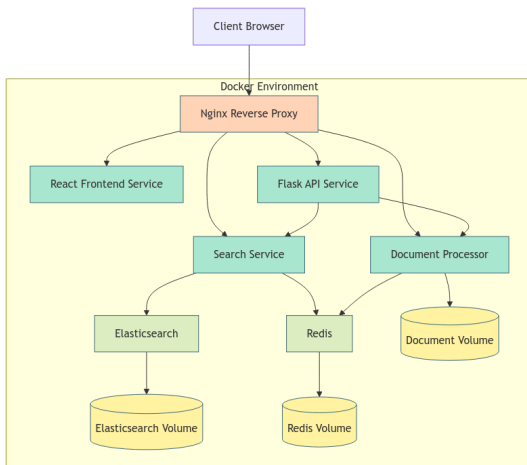 Client Browser
Docker Environment
Nginx Reverse Proxy
React Frontend Service
Flask API Service
Search Service
Document Processor
Elasticsearch
Redis
Document Volume
Elasticsearch Volume
Redis Volume